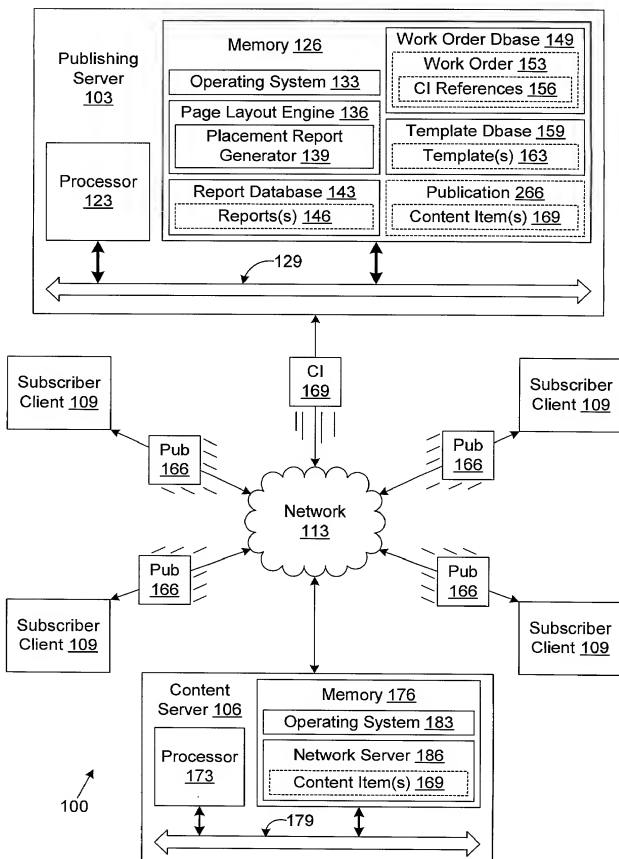 Publishing
Server
103
Processor
123
Memory 126
Operating System 133
Page Layout Engine 136
Placement Report
Generator 139
Report Database 143
Reports(s) 146
Work Order Dbase 149
Work Order 153
CI References 156
Template Dbase 159
Template(s) 163
Publication 266
Content Item(s) 169
129
CI
169
Subscriber
Client 109
Subscriber
Client 109
Pub
166
Pub
166
Network
113
Pub
166
Pub
166
Subscriber
Client 109
Subscriber
Client 109
Content
Server 106
Processor
173
Memory 176
Operating System 183
Network Server 186
Content Item(s) 169
179
100